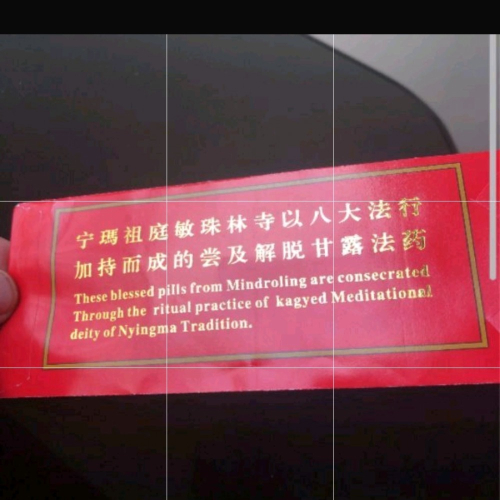 宁瑪祖庭敏珠林寺以八大法行
加持而成的尝及解脱甘露法药
These blessed pills from Mindroling are consecrated
Through the ritual practice of kagyed Meditational
deity of Nyingma Tradition.